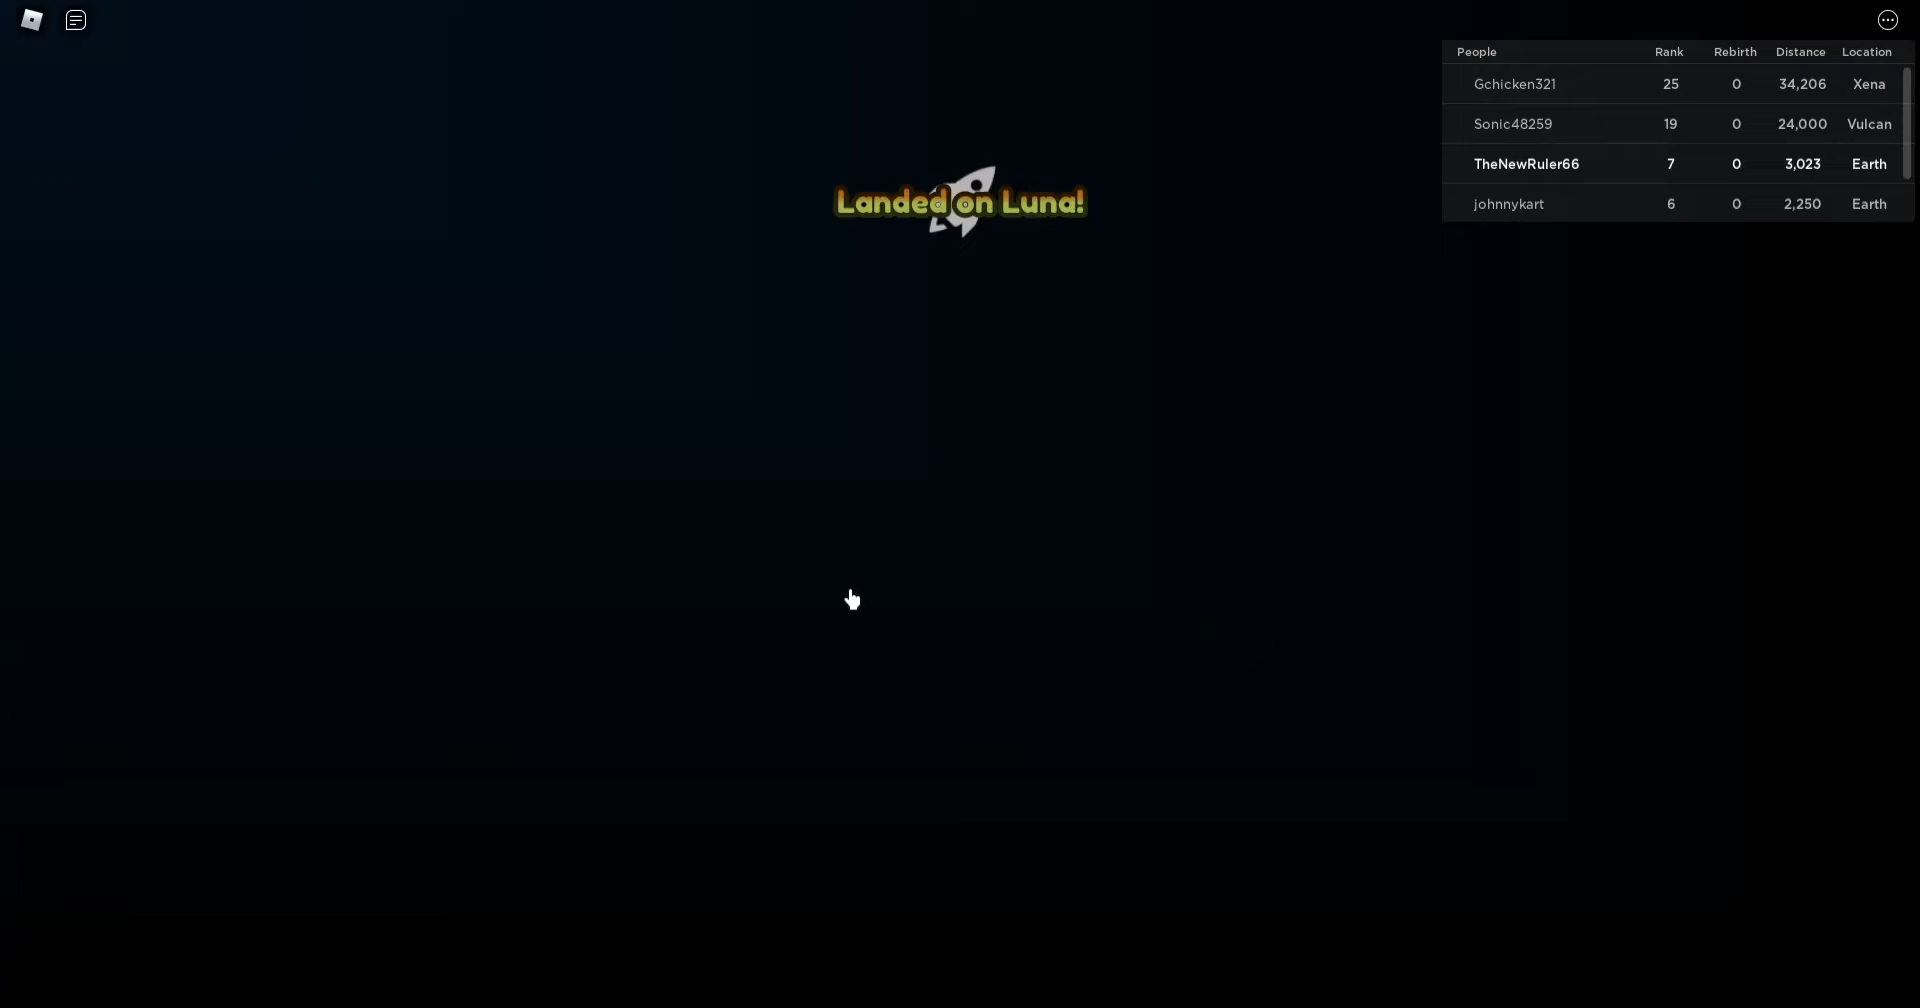 People Rank Rebirth Distance Location
Gchicken321 25 0 34,206 Xena
Sonic48259 19 0 24,000 Vulcan
TheNewRuler66 7 0 3,023 Earth
johnnykart 6 0 2,250 Earth
Landed on Luna!